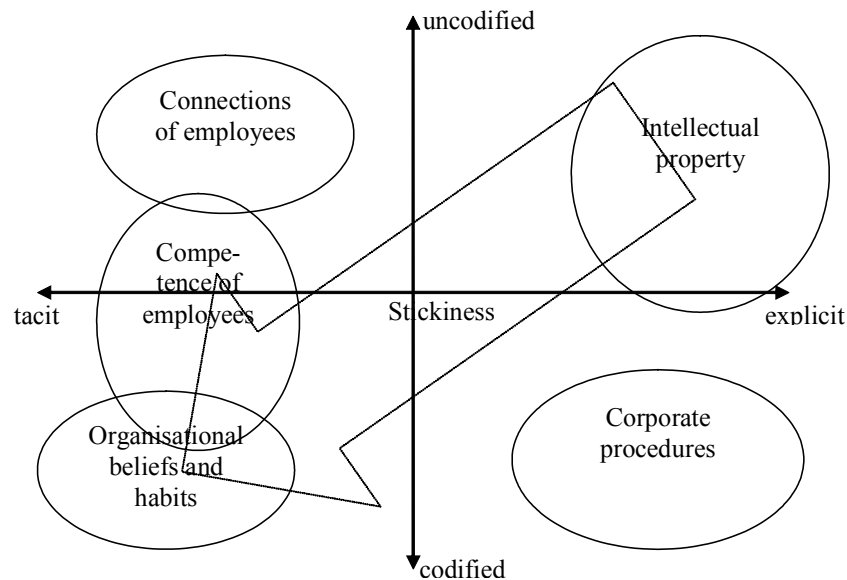 uncodified
Connections
of employees
Intellectual
property
Compe-
tence of
employees
tacit
Stickiness
explicit
Organisational
beliefs and
habits
Corporate
procedures
codified